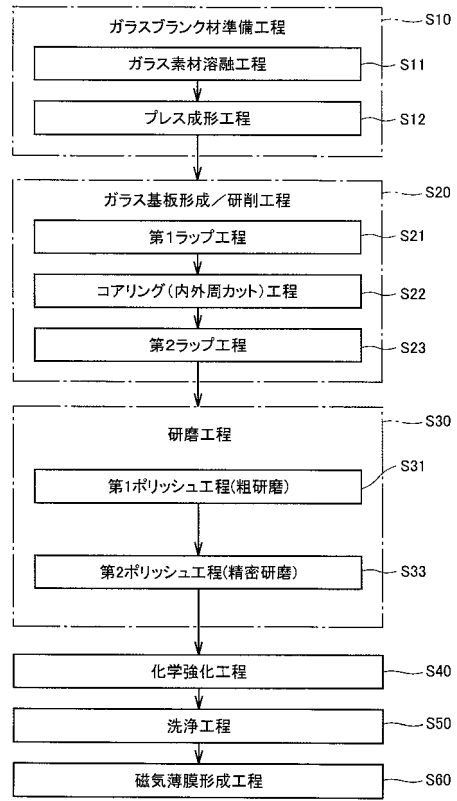 ガラスブランク材準備工程
S10
ガラス素材溶融工程
S11
プレス成形工程
S12
ガラス基板形成／研削工程
S20
第1ラップ工程
S21
コアリング(内外周カット)工程
S22
第2ラップ工程
S23
研磨工程
S30
第1ポリッシュ工程(粗研磨)
S31
第2ポリッシュ工程(精密研磨)
S33
化学強化工程
S40
洗浄工程
S50
磁気薄膜形成工程
S60